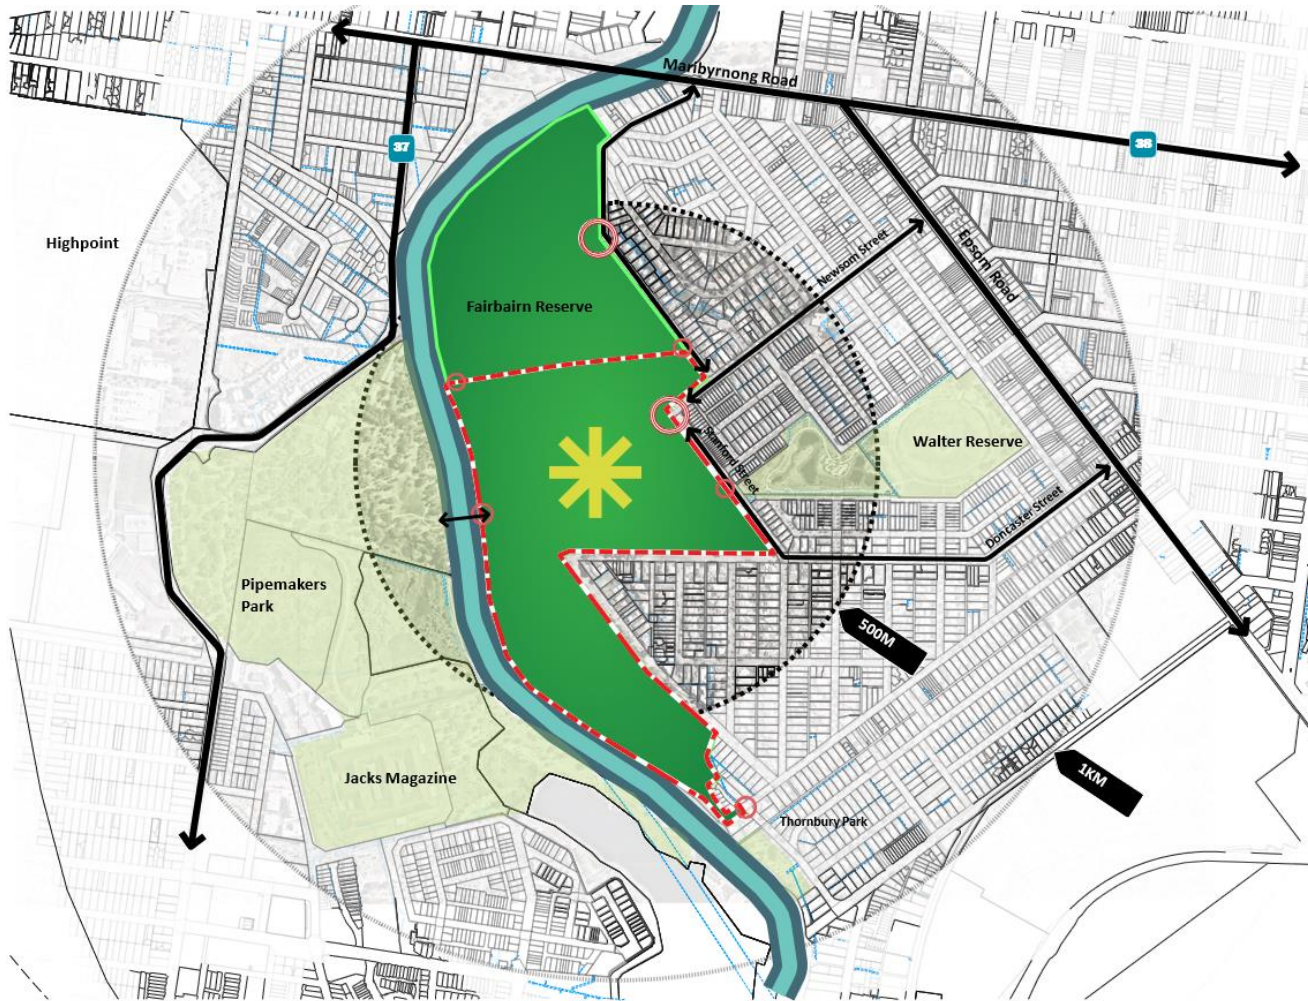 Maribyrnong Road
37
38
Highpoint
Epsom Road
Newsom Street
Fairbairn Reserve
Stanford Street
Walter Reserve
Doncaster Street
Pipemakers
Park
500M
Jacks Magazine
1KM
Thornbury Park